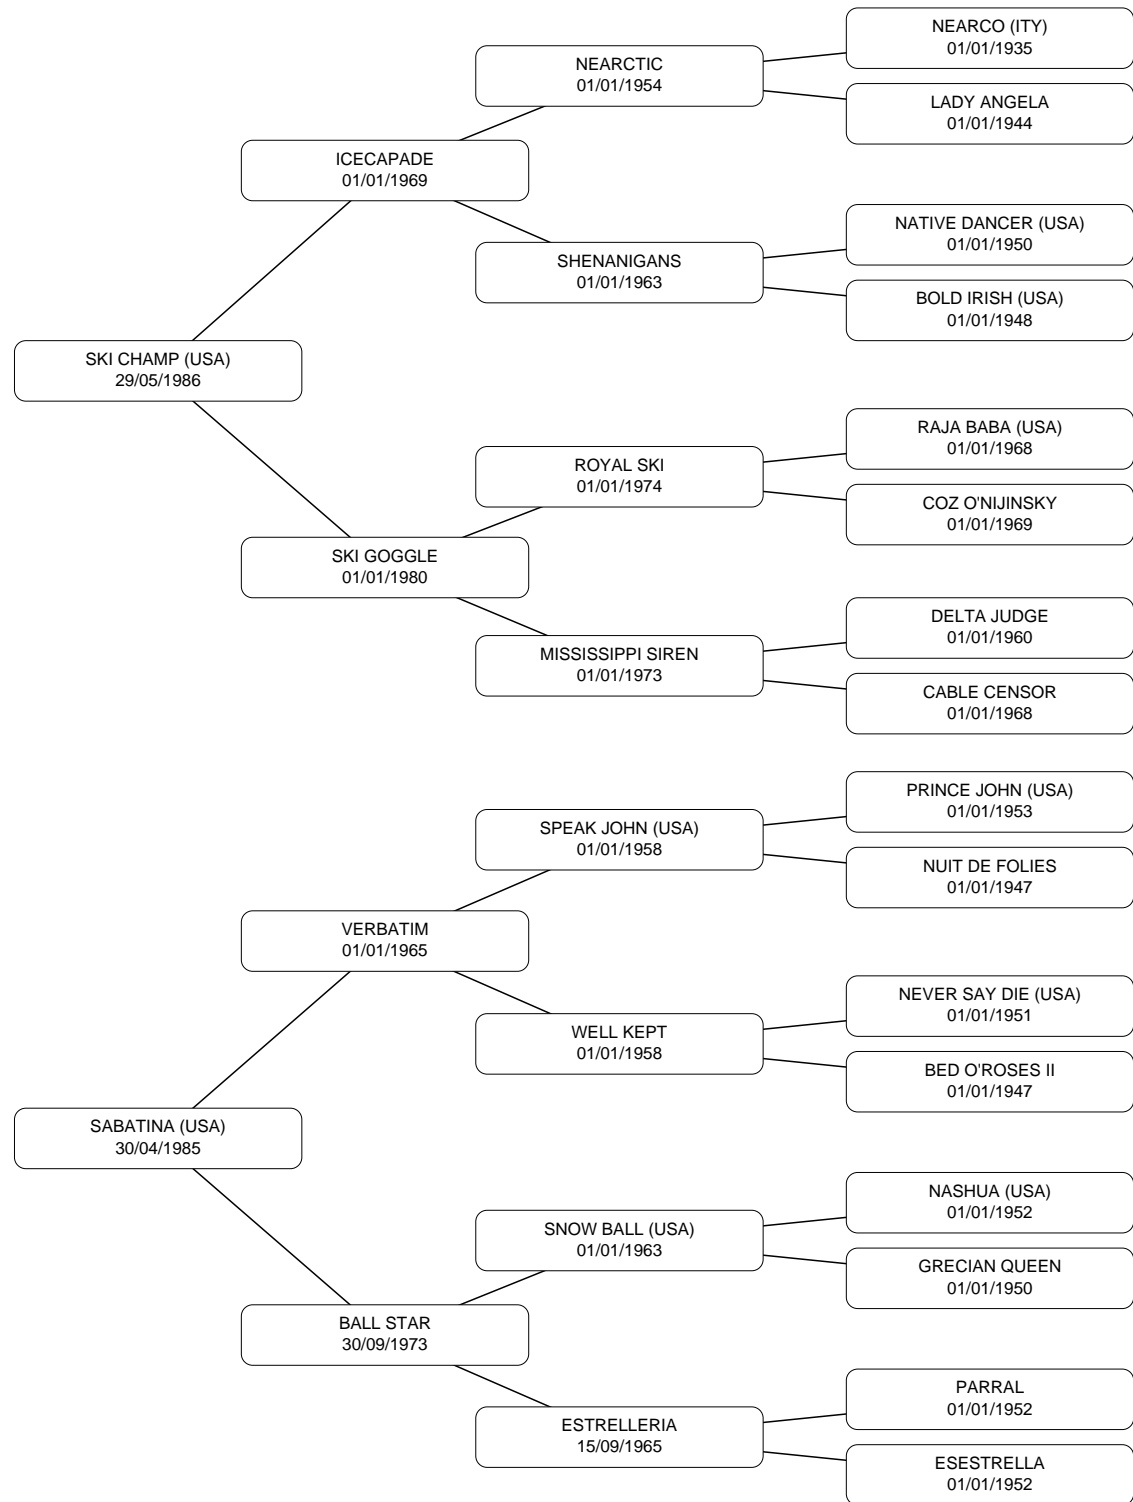 NEARCO (ITY)
01/01/1935
NEARCTIC
01/01/1954
LADY ANGELA
01/01/1944
ICECAPADE
01/01/1969
NATIVE DANCER (USA)
01/01/1950
SHENANIGANS
01/01/1963
BOLD IRISH (USA)
01/01/1948
SKI CHAMP (USA)
29/05/1986
RAJA BABA (USA)
01/01/1968
ROYAL SKI
01/01/1974
COZ O'NIJINSKY
01/01/1969
SKI GOGGLE
01/01/1980
DELTA JUDGE
01/01/1960
MISSISSIPPI SIREN
01/01/1973
CABLE CENSOR
01/01/1968
PRINCE JOHN (USA)
01/01/1953
SPEAK JOHN (USA)
01/01/1958
NUIT DE FOLIES
01/01/1947
VERBATIM
01/01/1965
NEVER SAY DIE (USA)
01/01/1951
WELL KEPT
01/01/1958
BED O'ROSES II
01/01/1947
SABATINA (USA)
30/04/1985
NASHUA (USA)
01/01/1952
SNOW BALL (USA)
01/01/1963
GRECIAN QUEEN
01/01/1950
BALL STAR
30/09/1973
PARRAL
01/01/1952
ESTRELLERIA
15/09/1965
ESESTRELLA
01/01/1952